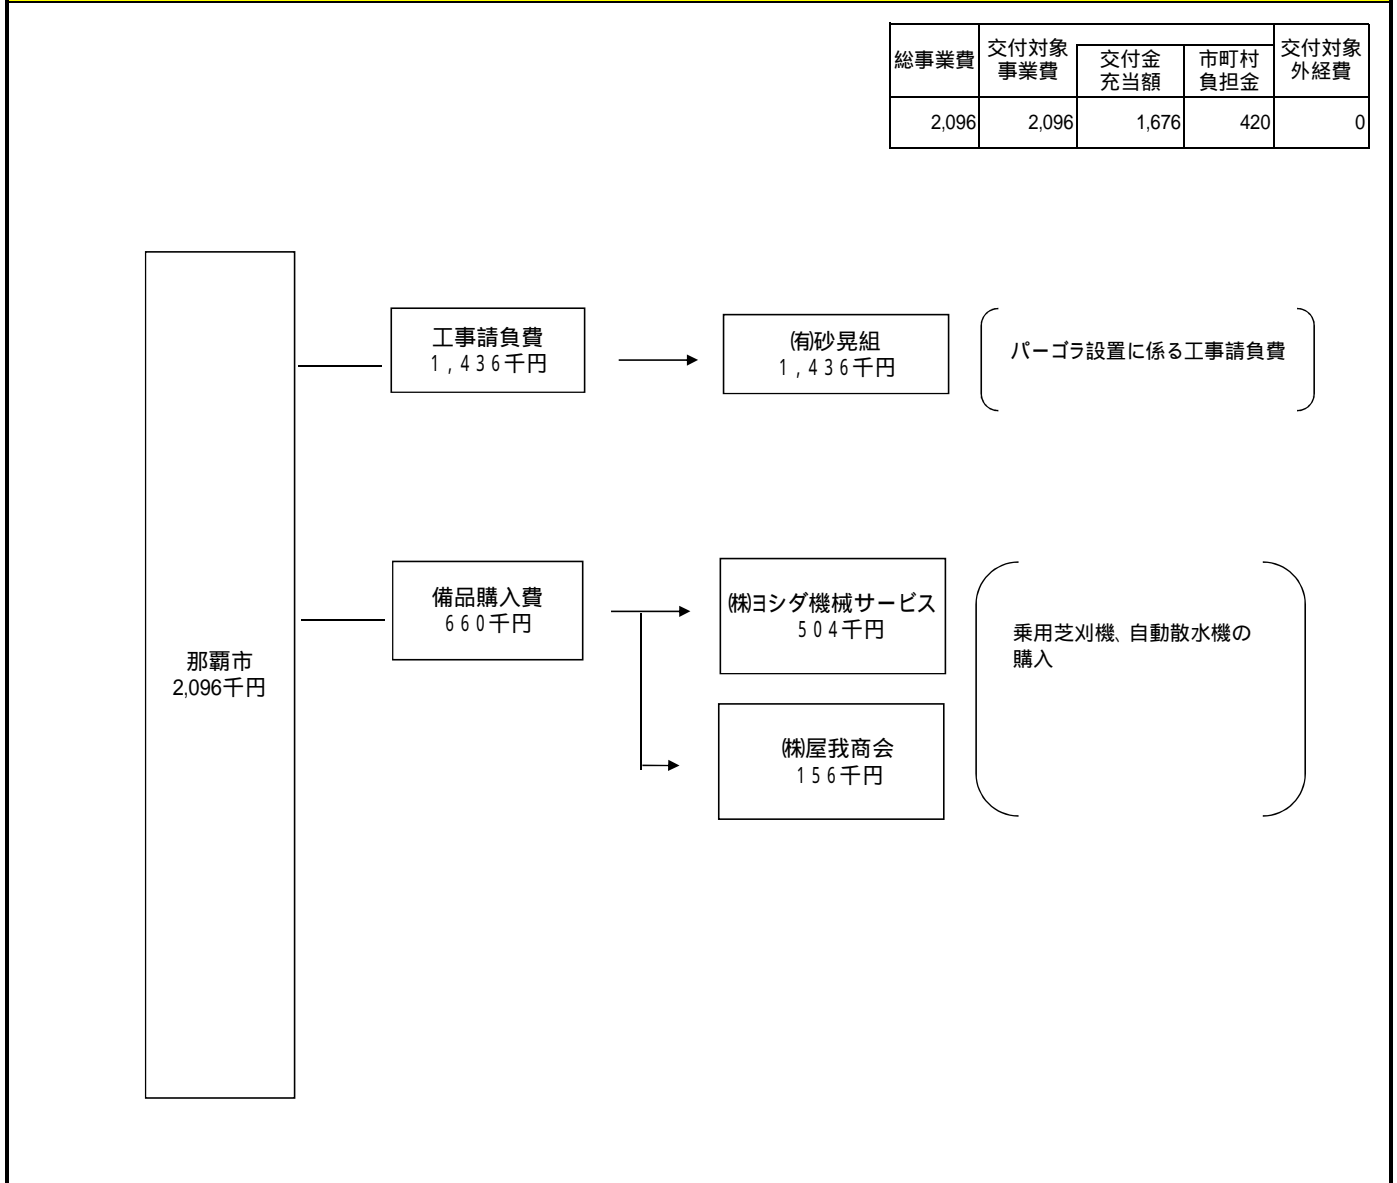 総事業費
交付対象
事業費
交付金
充当額
市町村
負担金
交付対象
外経費
2,096
2,096
1,676
420
0
工事請負費
1,436千円
㈲砂晃組
1,436千円
パーゴラ設置に係る工事請負費
備品購入費
660千円
㈱ヨシダ機械サービス
504千円
乗用芝刈機、自動散水機の
購入
那覇市
2,096千円
㈱屋我商会
156千円